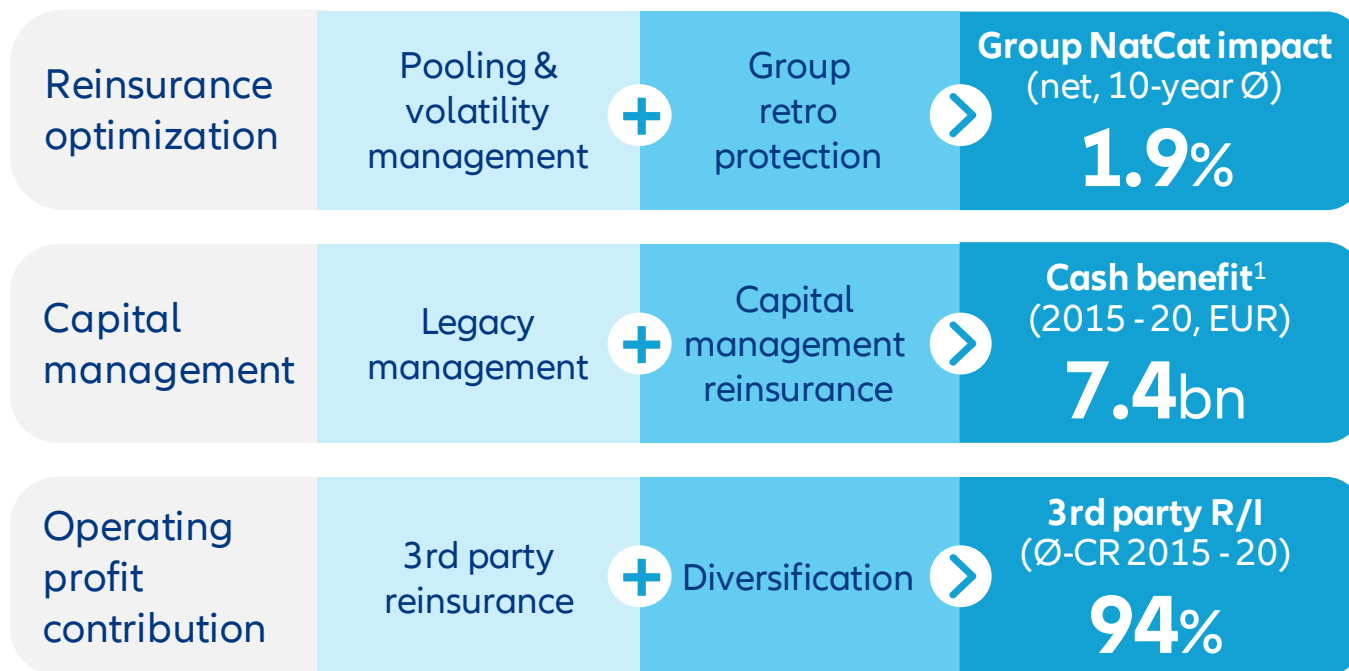 Reinsurance
optimization
Pooling &
volatility
management
+
Group
retro
protection
Group NatCat impact
(net, 10-year Ø)
1.9%
Capital
management
Legacy
management
+
Capital
management
reinsurance
Cash benefit¹
(2015 - 20, EUR)
7.4bn
Operating
profit
contribution
3rd party
reinsurance
+
Diversification
3rd party R/I
(Ø-CR 2015 - 20)
94%